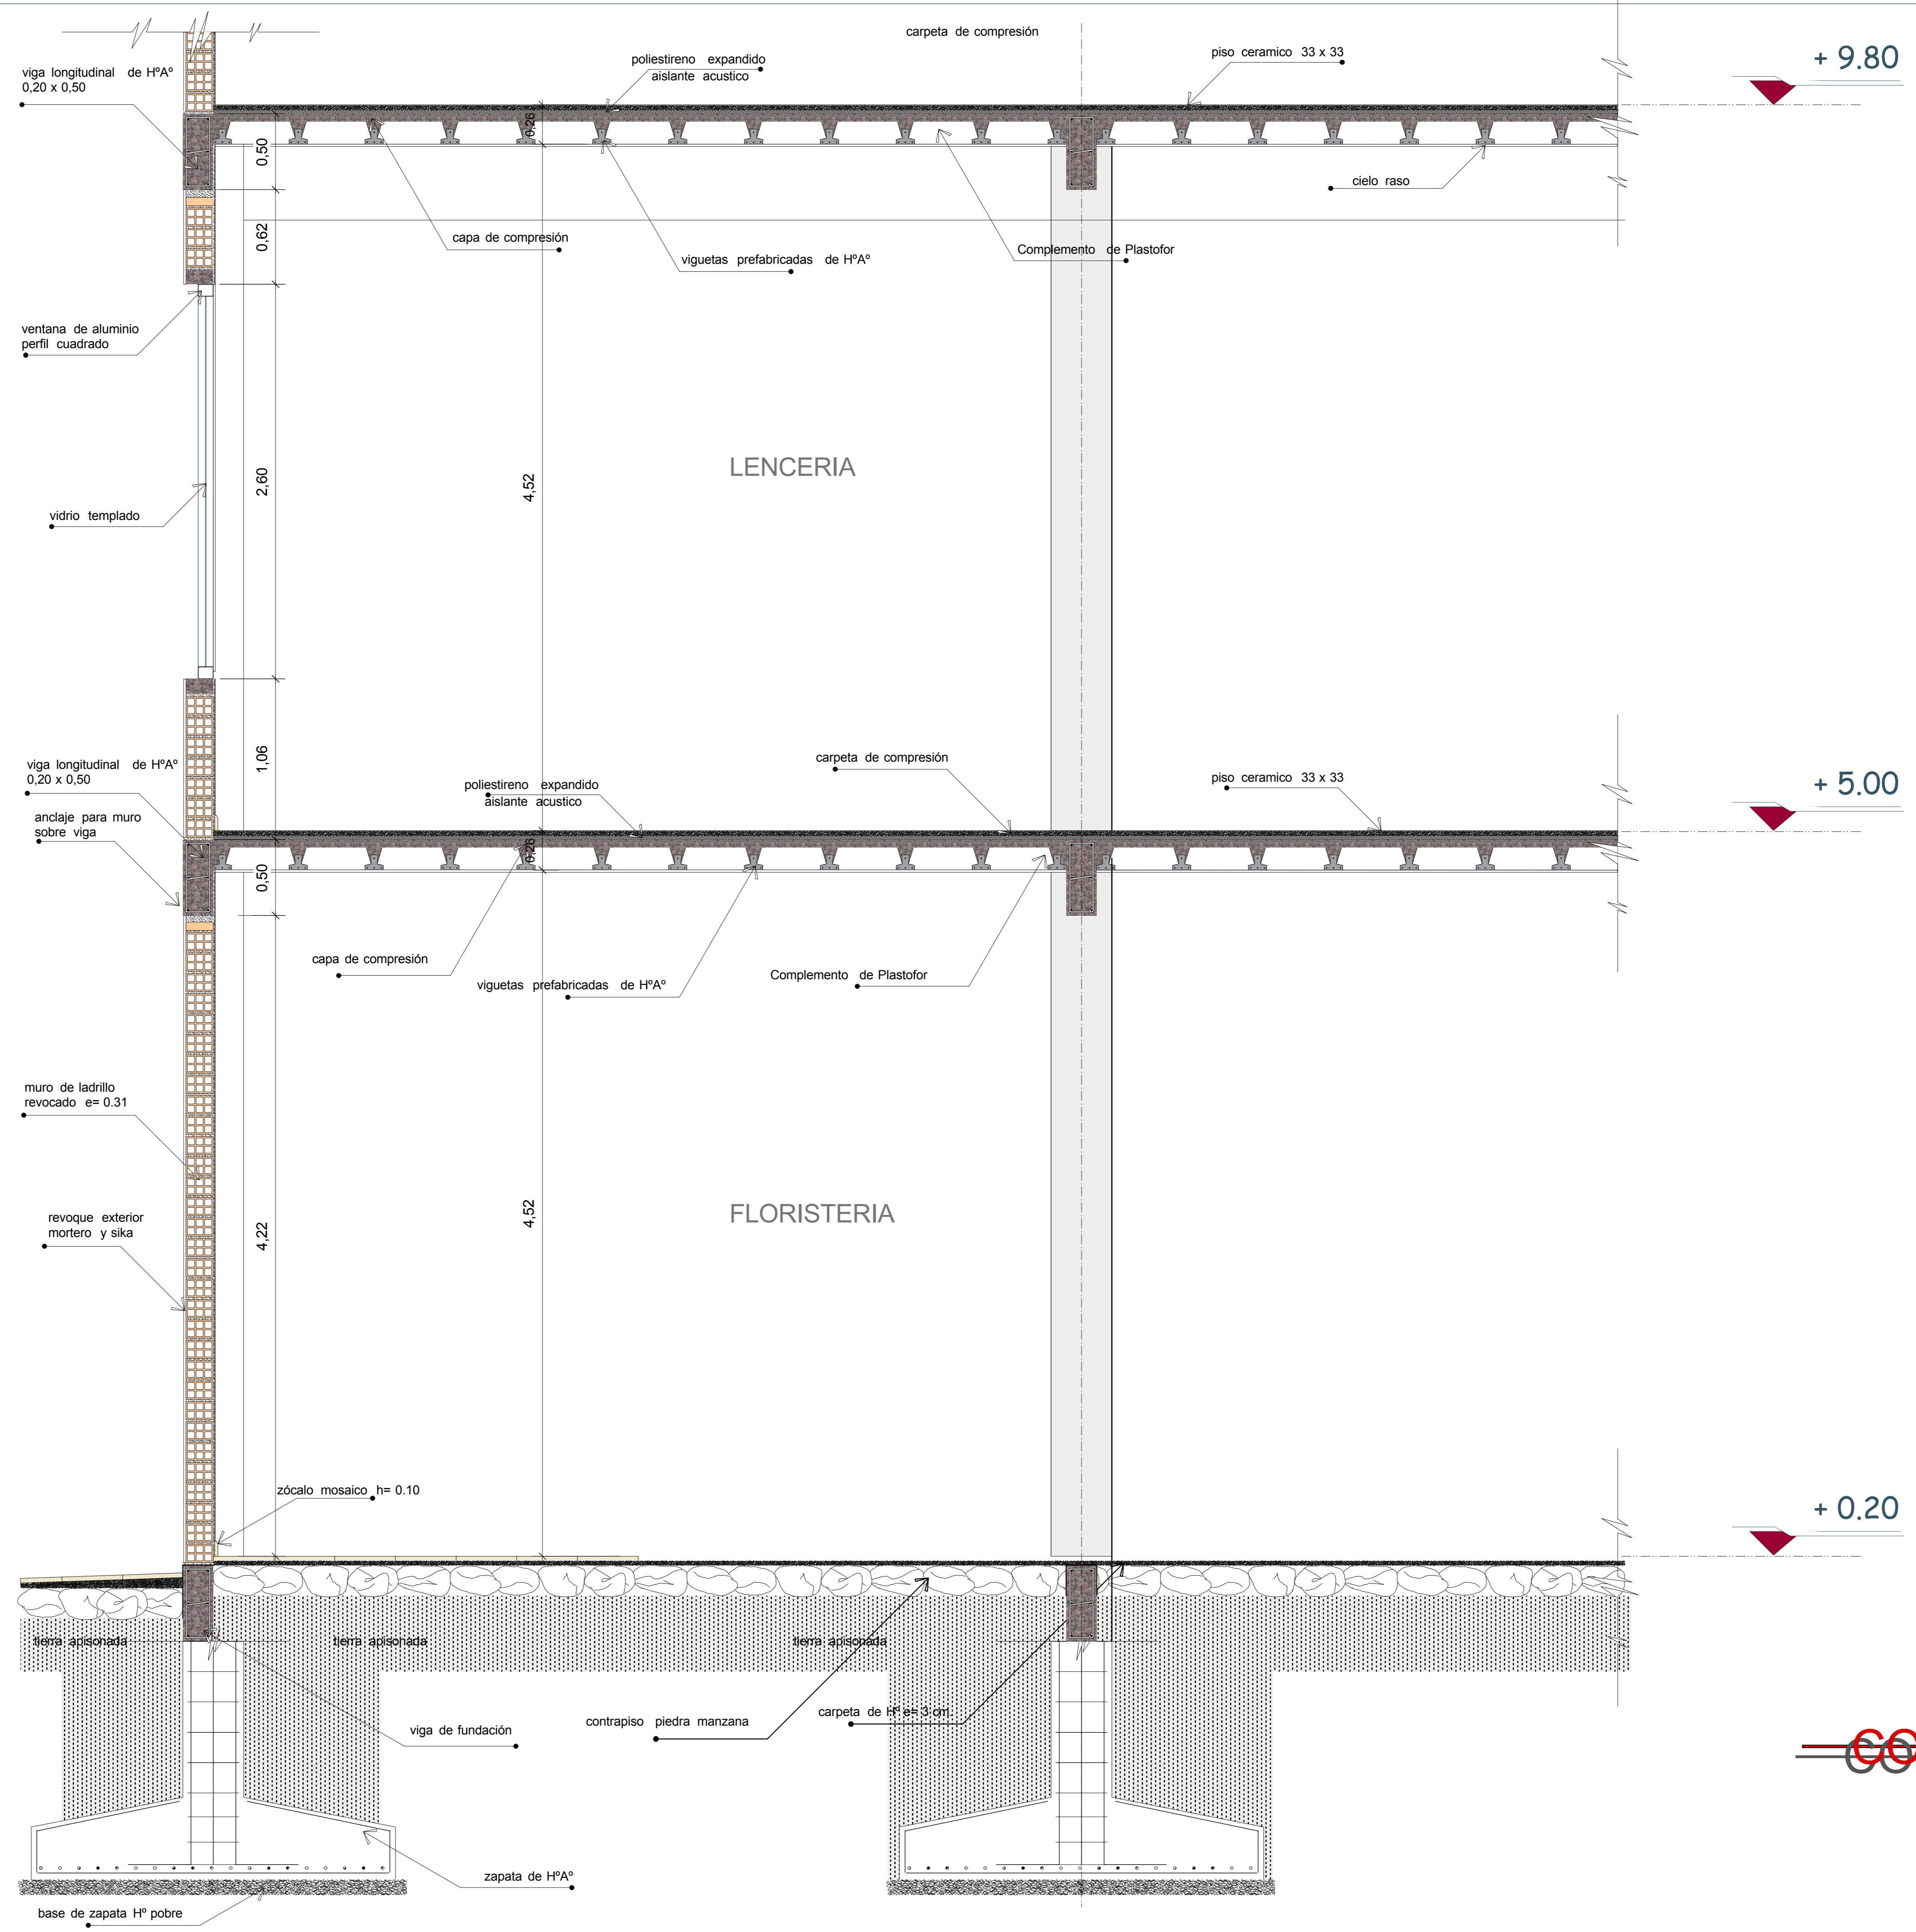 carpeta de compresión
+ 9.80
piso ceramico 33 x 33
poliestireno expandido
aislante acustico
viga longitudinal de HºAº
0,20 x 0,50
0,26
0,50
cielo raso
0,62
capa de compresión
viguetas prefabricadas de HºAº
Complemento de Plastofor
ventana de aluminio
perfil cuadrado
LENCERIA
2,60
4,52
vidrio templado
1,06
carpeta de compresión
viga longitudinal de HºAº
0,20 x 0,50
poliestireno expandido
aislante acustico
piso ceramico 33 x 33
+ 5.00
anclaje para muro
sobre viga
0,26
0,50
capa de compresión
viguetas prefabricadas de HºAº
Complemento de Plastofor
muro de ladrillo
revocado e= 0.31
revoque exterior
mortero y sika
4,22
4,52
FLORISTERIA
zócalo mosaico h= 0.10
+ 0.20
tierra apisonada
tierra apisonada
tierra apisonada
viga de fundación
contrapiso piedra manzana
carpeta de Hº e= 3 cm.
CO
zapata de HºAº
base de zapata Hº pobre